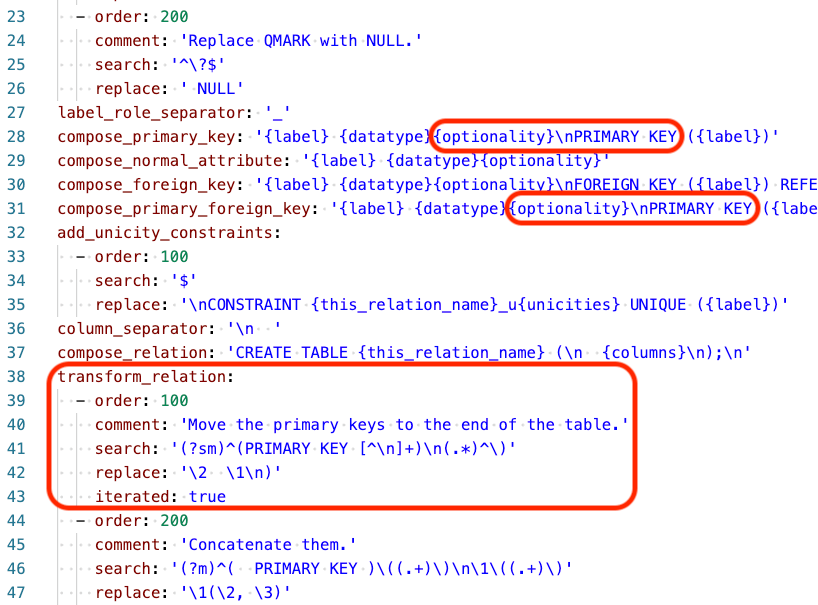 23 - order: 200
24 comment: 'Replace QMARK with NULL.'
25 search: '^\?$'
26 replace: ' NULL'
27 label_role_separator: '_'
28 compose_primary_key: '{label} {datatype}{optionality}\nPRIMARY KEY ({label})'
29 compose_normal_attribute: '{label} {datatype}{optionality}'
30 compose_foreign_key: '{label} {datatype}{optionality}\nFOREIGN KEY ({label}) REFE
31 compose_primary_foreign_key: '{label} {datatype}{optionality}\nPRIMARY KEY ({labe
32 add_unicity_constraints:
33 - order: 100
34 search: '$'
35 replace: '\nCONSTRAINT {this_relation_name}_u{unicities} UNIQUE ({label})'
36 column_separator: '\n  '
37 compose_relation: 'CREATE TABLE {this_relation_name} (\n  {columns}\n);\n'
38 transform_relation:
39 - order: 100
40 comment: 'Move the primary keys to the end of the table.'
41 search: '(?sm)^(PRIMARY KEY [^\n]+)\n(.*)^\)'
42 replace: '\2  \1\n)'
43 iterated: true
44 - order: 200
45 comment: 'Concatenate them.'
46 search: '(?m)^(  PRIMARY KEY )\((.+)\)\n\1\((.+)\)'
47 replace: '\1(\2, \3)'